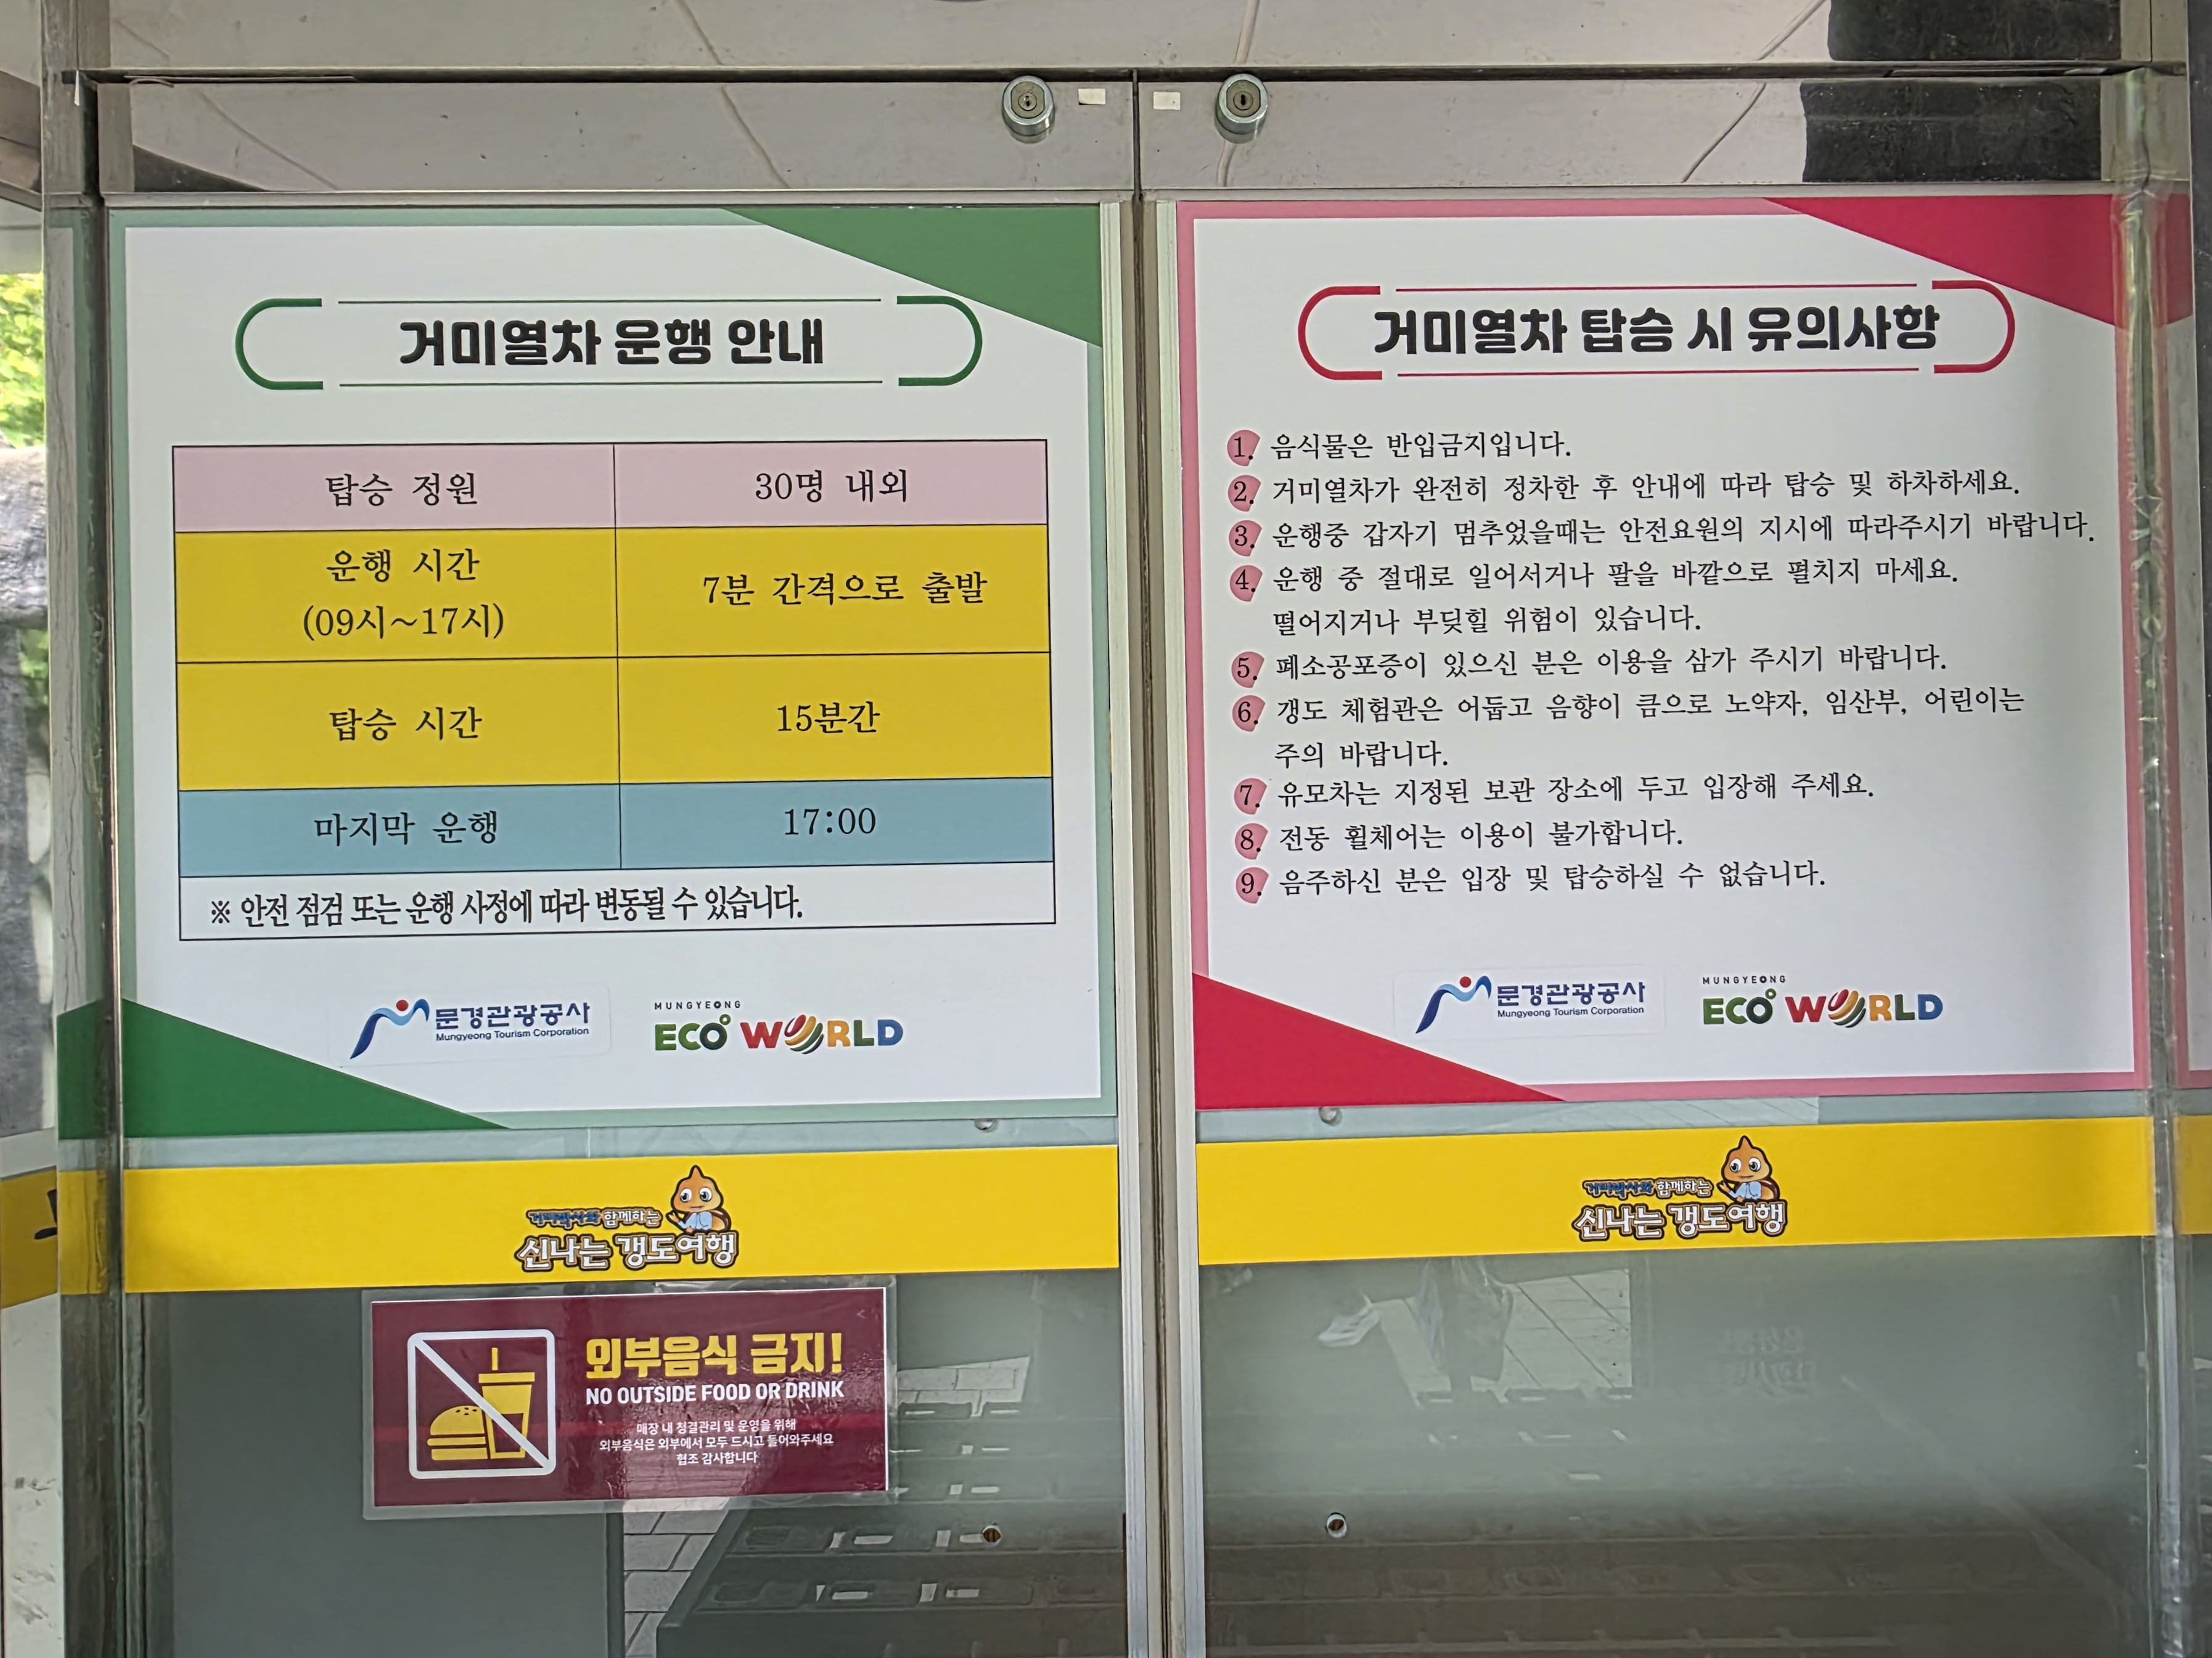 거미열차 운행 안내
탑승 정원 30명 내외
운행 시간
(09시~17시)
7분 간격으로 출발
탑승 시간 15분간
마지막 운행 17:00
※ 안전 점검 또는 운행 사정에 따라 변동될 수 있습니다.
문경관광공사
Mungyeong Tourism Corporation
MUNGYEONG
ECO WORLD
거미박사와 함께하는
신나는 갱도여행
외부음식 금지!
NO OUTSIDE FOOD OR DRINK
매장 내 청결관리 및 운영을 위해
외부음식은 외부에서 모두 드시고 들어와주세요
협조 감사합니다
거미열차 탑승 시 유의사항
1. 음식물은 반입금지입니다.
2. 거미열차가 완전히 정차한 후 안내에 따라 탑승 및 하차하세요.
3. 운행중 갑자기 멈추었을때는 안전요원의 지시에 따라주시기 바랍니다.
4. 운행 중 절대로 일어서거나 팔을 바깥으로 펼치지 마세요.
떨어지거나 부딪힐 위험이 있습니다.
5. 폐소공포증이 있으신 분은 이용을 삼가 주시기 바랍니다.
6. 갱도 체험관은 어둡고 음향이 큼으로 노약자, 임산부, 어린이는
주의 바랍니다.
7. 유모차는 지정된 보관 장소에 두고 입장해 주세요.
8. 전동 휠체어는 이용이 불가합니다.
9. 음주하신 분은 입장 및 탑승하실 수 없습니다.
문경관광공사
Mungyeong Tourism Corporation
MUNGYEONG
ECO WORLD
거미박사와 함께하는
신나는 갱도여행